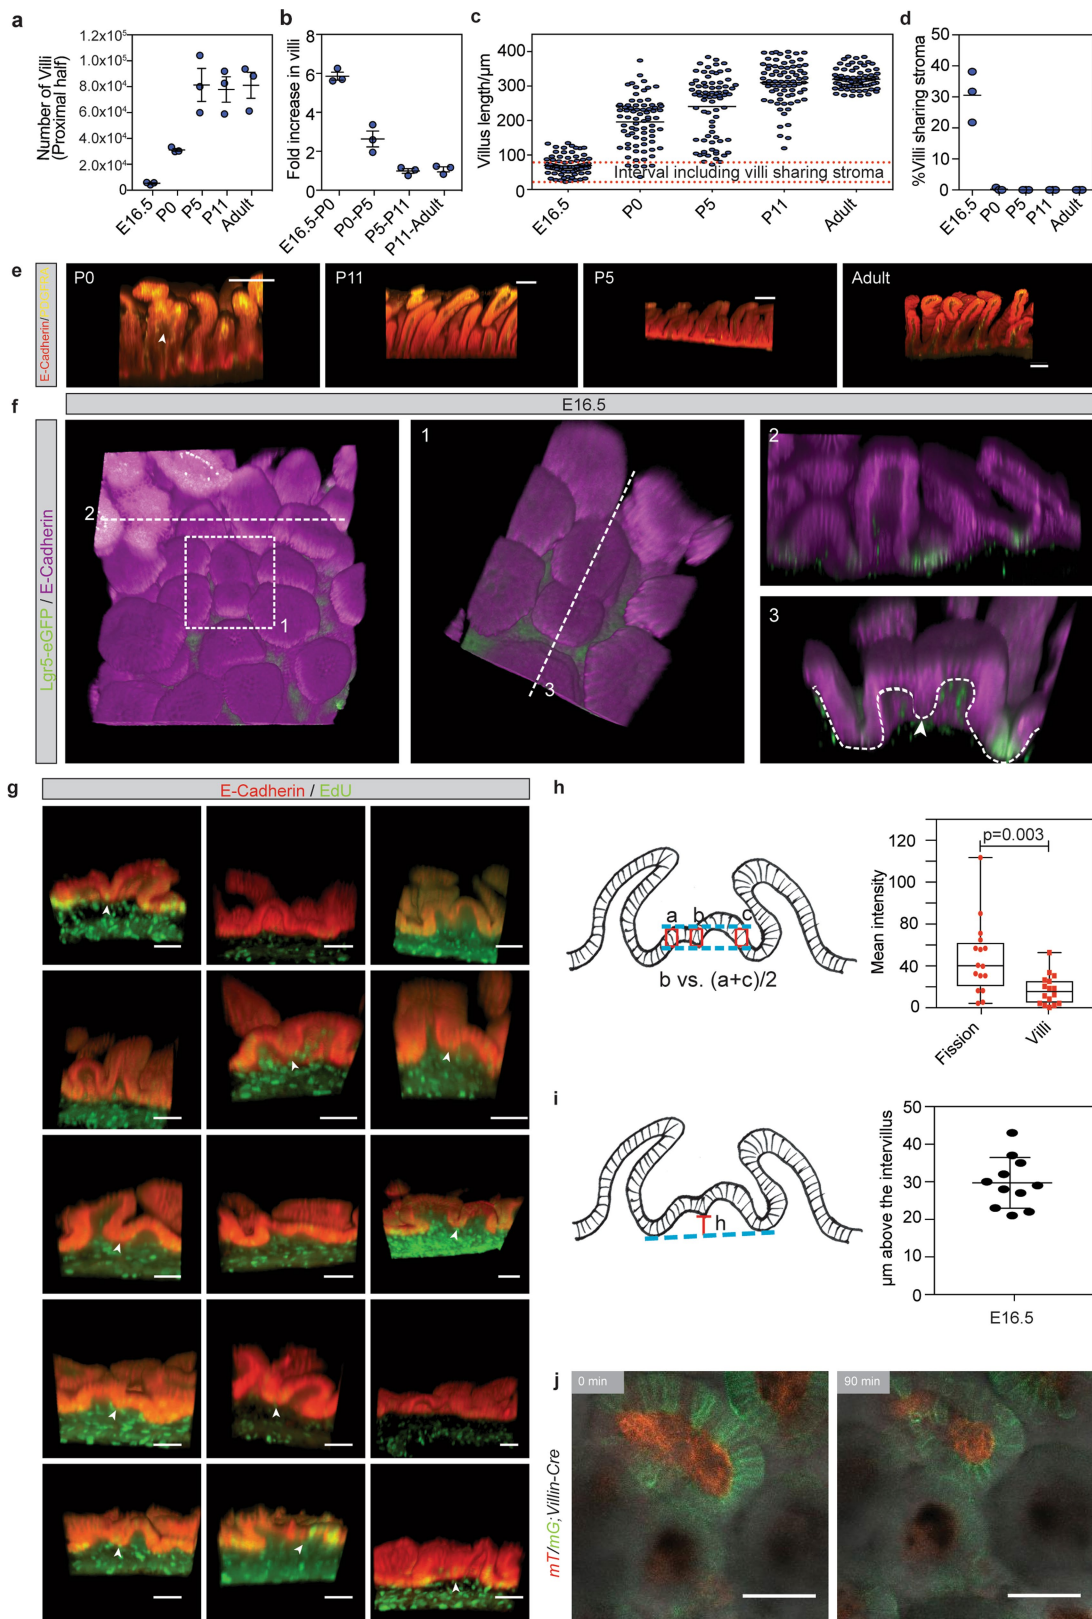 a
Number of Villi
(Proximal half)
1.2x10⁵
1.0x10⁵
8.0x10⁴
6.0x10⁴
4.0x10⁴
2.0x10⁴
0
E16.5
P0
P5
P11
Adult
b
Fold increase in villi
8
6
4
2
0
E16.5-P0
P0-P5
P5-P11
P11-Adult
c
Villus length/µm
400
300
200
100
0
Interval including villi sharing stroma
E16.5
P0
P5
P11
Adult
d
%Villi sharing stroma
50
40
30
20
10
0
E16.5
P0
P5
P11
Adult
e
E-Cadherin/PDGFRα
P0
P11
P5
Adult
f
E16.5
Lgr5-eGFP / E-Cadherin
2
1
1
3
2
3
g
E-Cadherin / EdU
h
a b c
b vs. (a+c)/2
Mean intensity
120
100
80
60
40
20
0
p=0.003
Fission
Villi
i
h
µm above the intervillus
50
40
30
20
10
0
E16.5
j
mT/mG;Villin-Cre
0 min
90 min